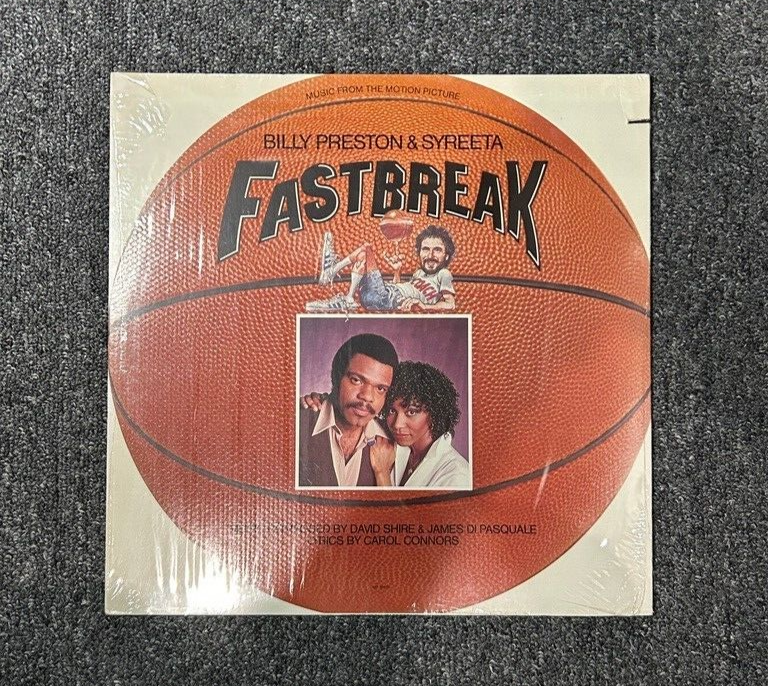 MUSIC FROM THE MOTION PICTURE
BILLY PRESTON & SYREETA
FASTBREAK
BY DAVID SHIRE & JAMES DI PASQUALE
BY CAROL CONNORS